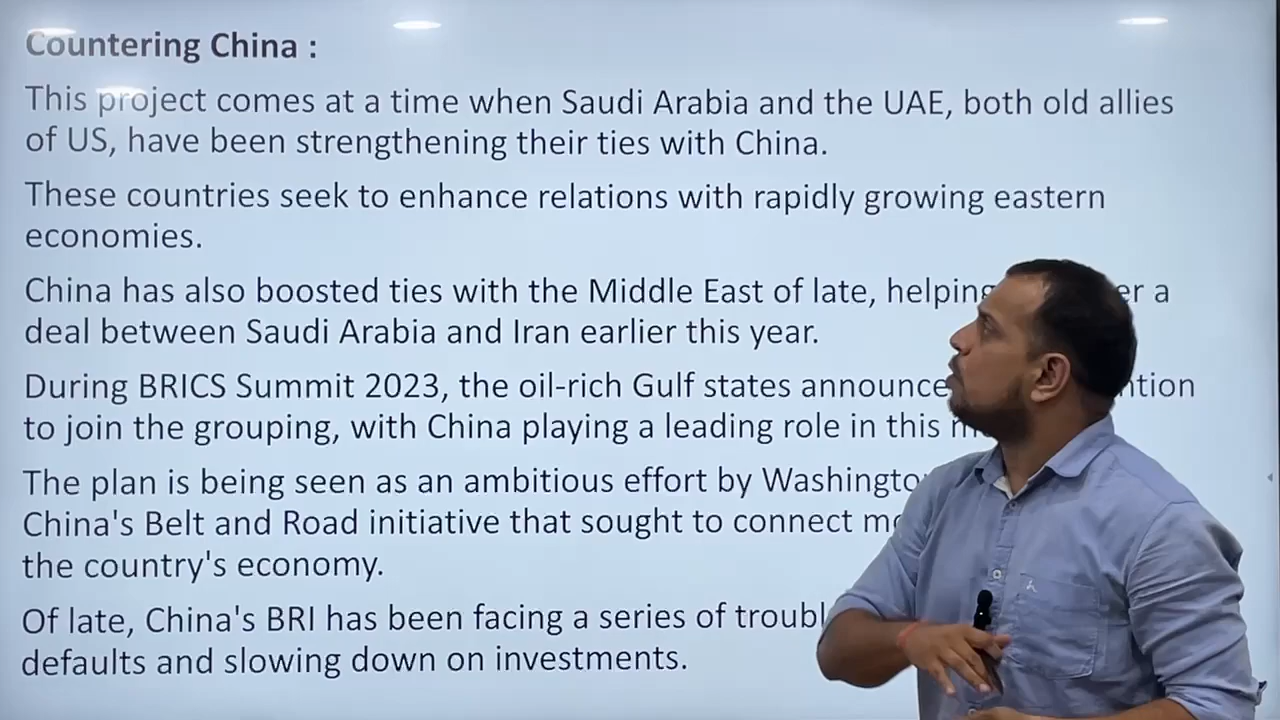 Countering China :
This project comes at a time when Saudi Arabia and the UAE, both old allies
of US, have been strengthening their ties with China.
These countries seek to enhance relations with rapidly growing eastern
economies.
China has also boosted ties with the Middle East of late, helping a
deal between Saudi Arabia and Iran earlier this year.
During BRICS Summit 2023, the oil-rich Gulf states
to join the grouping, with China playing a leading role in this
The plan is being seen as an ambitious effort by
China's Belt and Road initiative that sought to connect
the country's economy.
Of late, China's BRI has been facing a series of
defaults and slowing down on investments.